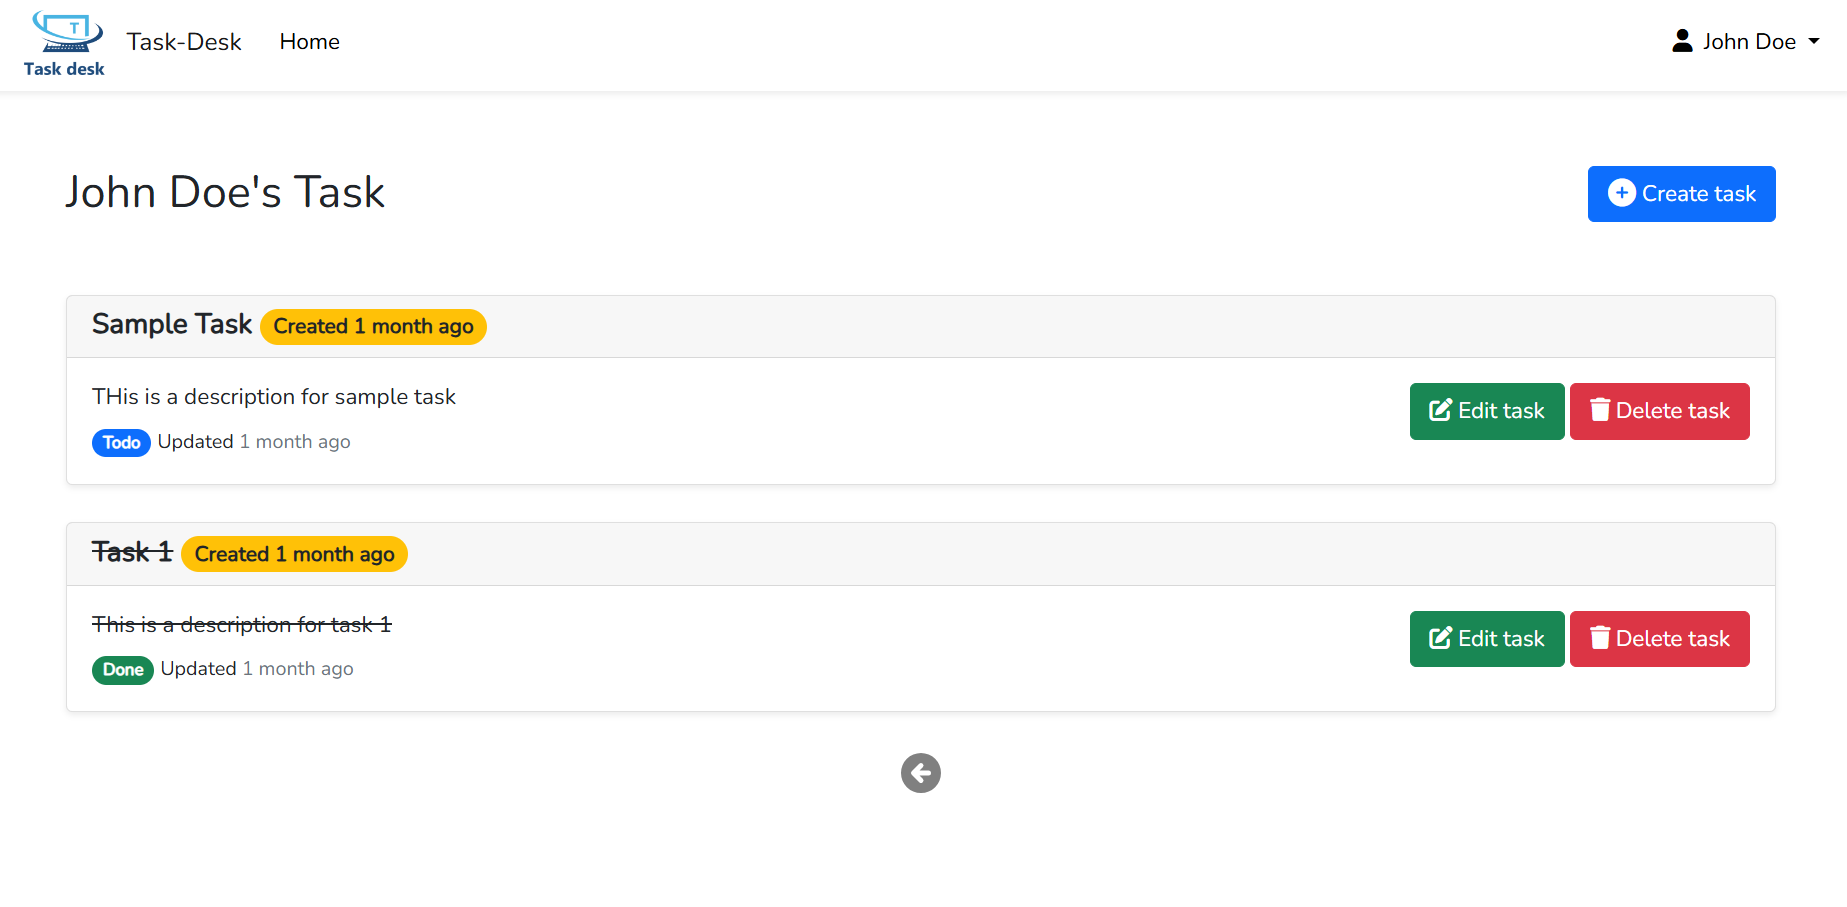 T
Task desk
Task-Desk Home
John Doe
John Doe's Task
Create task
Sample Task Created 1 month ago
THis is a description for sample task
Todo Updated 1 month ago
Edit task Delete task
Task 1 Created 1 month ago
This is a description for task 1
Done Updated 1 month ago
Edit task Delete task